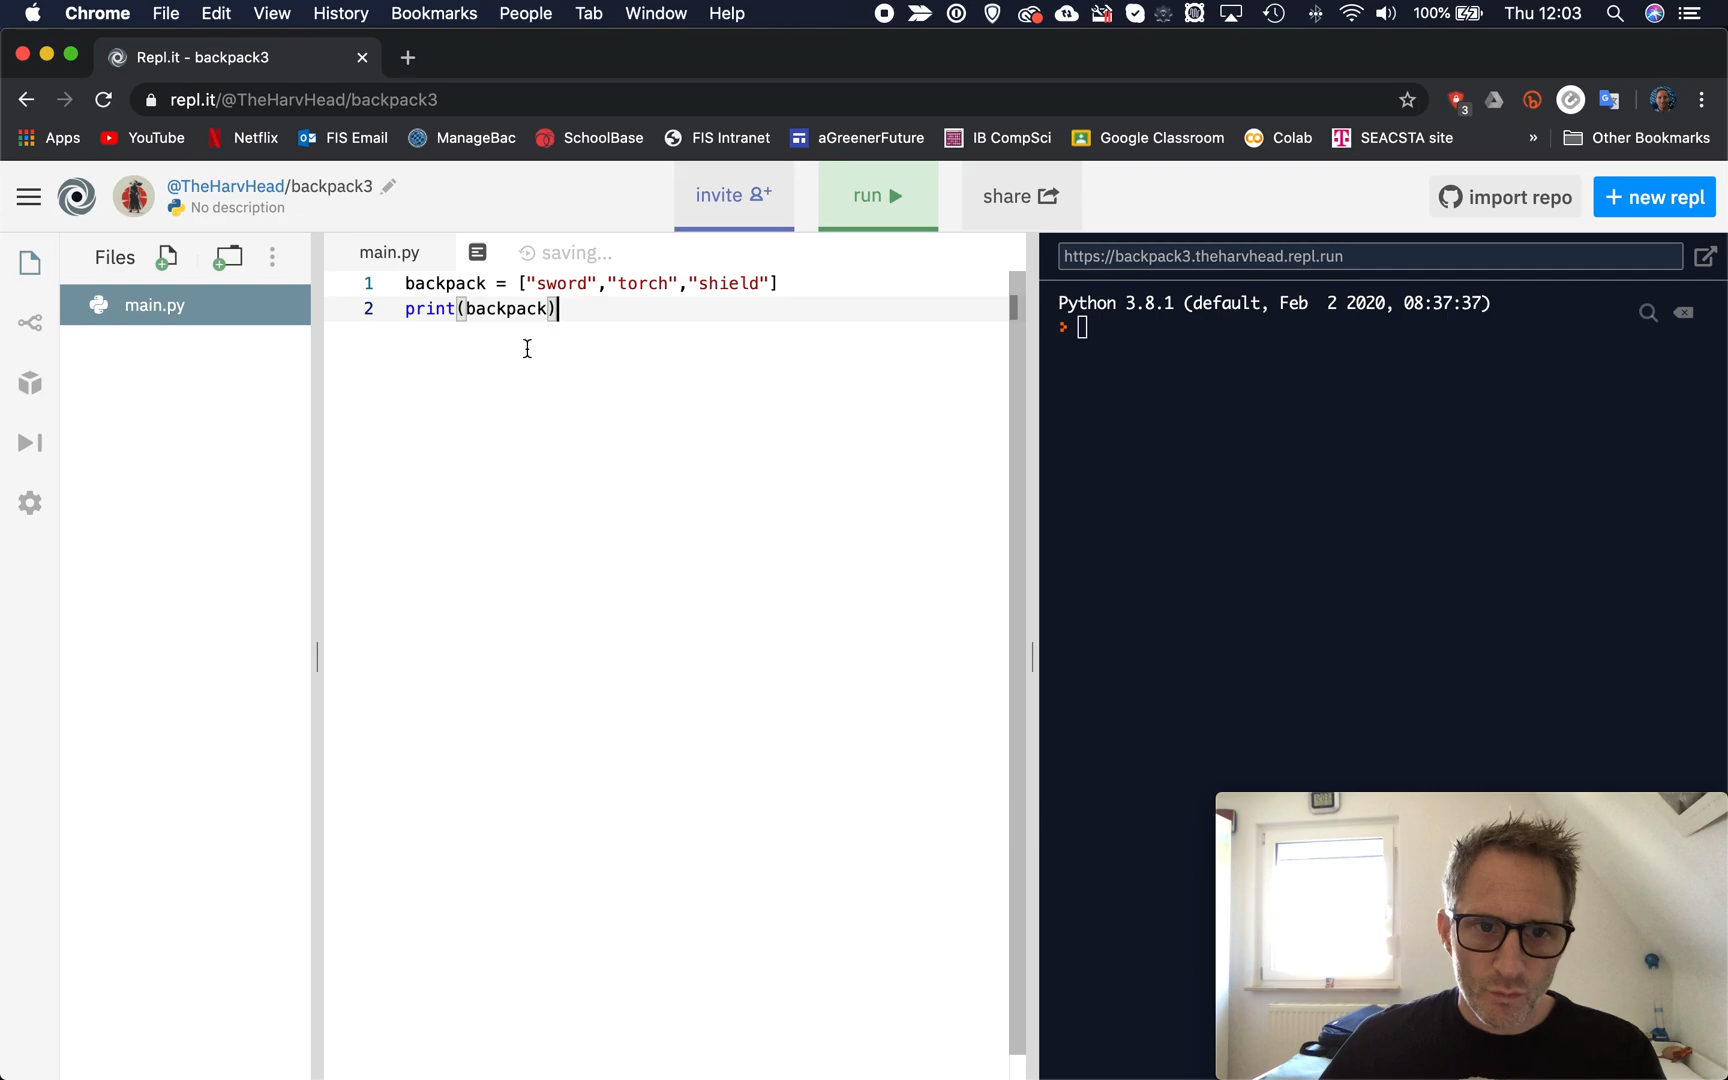 Chrome File Edit View History Bookmarks People Tab Window Help 100% Thu 12:03
Repl.it - backpack3
repl.it/@TheHarvHead/backpack3 3
Apps YouTube Netflix FIS Email ManageBac SchoolBase FIS Intranet aGreenerFuture IB CompSci Google Classroom Colab SEACSTA site » Other Bookmarks
@TheHarvHead/backpack3
No description
invite run share import repo + new repl
Files main.py saving...
https://backpack3.theharvhead.repl.run
main.py
1 backpack = ["sword","torch","shield"]
2 print(backpack)
Python 3.8.1 (default, Feb  2 2020, 08:37:37)